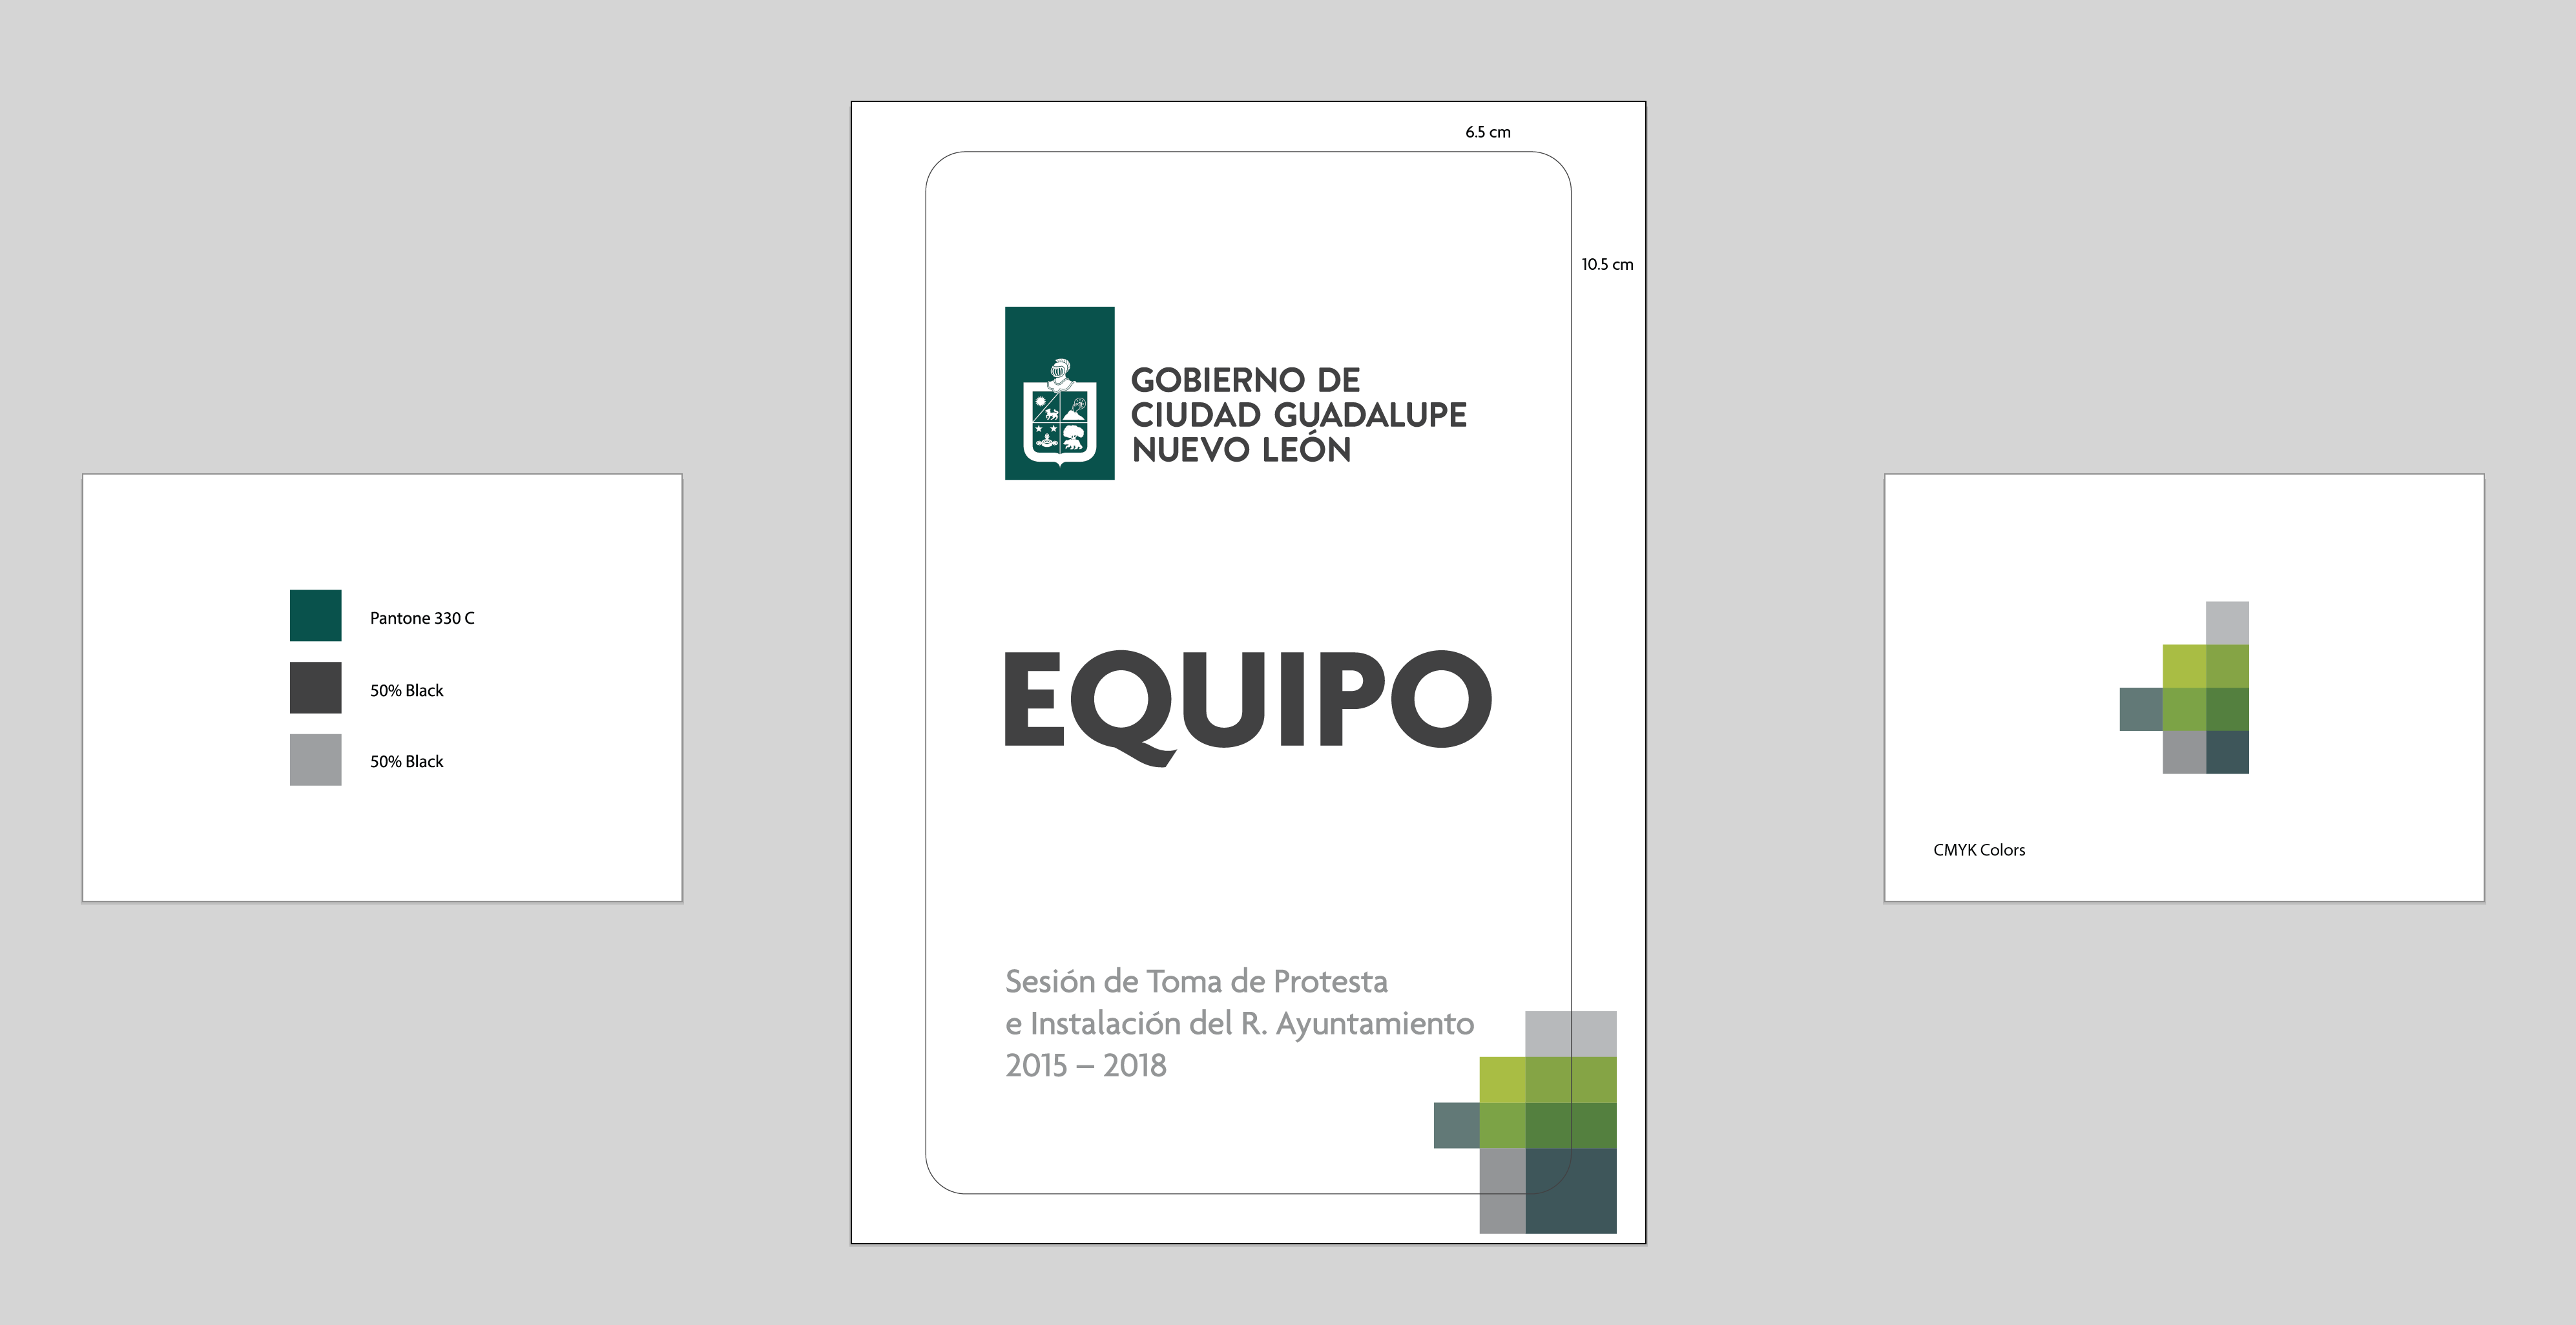 Pantone 330 C
50% Black
50% Black
6.5 cm
10.5 cm
GOBIERNO DE
CIUDAD GUADALUPE
NUEVO LEÓN
EQUIPO
Sesión de Toma de Protesta
e Instalación del R. Ayuntamiento
2015 – 2018
CMYK Colors